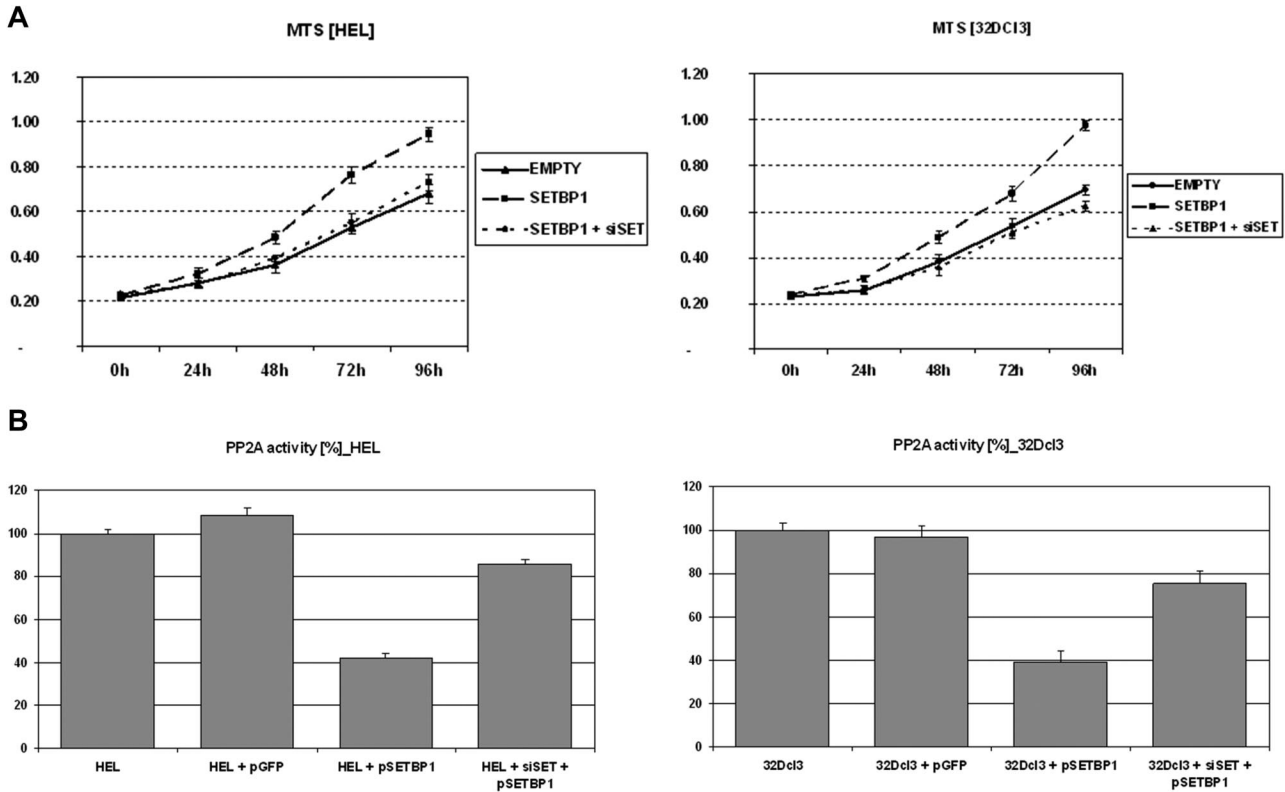 A
MTS [HEL]
1.20
1.00
0.80
0.60
0.40
0.20
-
0h 24h 48h 72h 96h
EMPTY
SETBP1
SETBP1 + siSET
MTS [32DCl3]
1.20
1.00
0.80
0.60
0.40
0.20
-
0h 24h 48h 72h 96h
EMPTY
SETBP1
SETBP1 + siSET
B
PP2A activity [%]_HEL
120
100
80
60
40
20
0
HEL HEL + pGFP HEL + pSETBP1 HEL + siSET +
pSETBP1
PP2A activity [%]_32Dcl3
120
100
80
60
40
20
0
32Dcl3 32Dcl3 + pGFP 32Dcl3 + pSETBP1 32Dcl3 + siSET +
pSETBP1